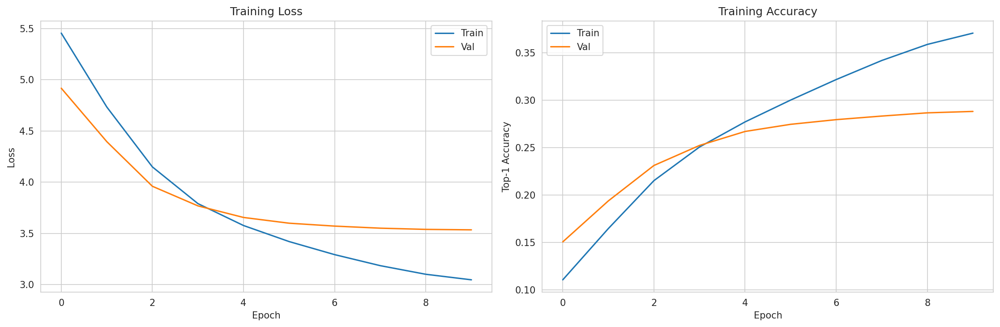 Training Loss
Train
Val
5.5
5.0
4.5
4.0
3.5
3.0
Loss
0 2 4 6 8
Epoch
Training Accuracy
Train
Val
0.35
0.30
0.25
0.20
0.15
0.10
Top-1 Accuracy
0 2 4 6 8
Epoch